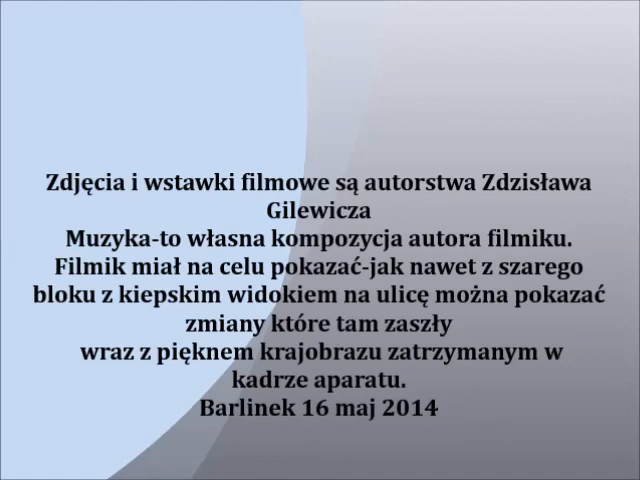 Zdjęcia i wstawki filmowe są autorstwa Zdzisława
Gilewicza
Muzyka-to własna kompozycja autora filmiku.
Filmik miał na celu pokazać-jak nawet z szarego
bloku z kiepskim widokiem na ulicę można pokazać
zmiany które tam zaszły
wraz z pięknem krajobrazu zatrzymanym w
kadrze aparatu.
Barlinek 16 maj 2014